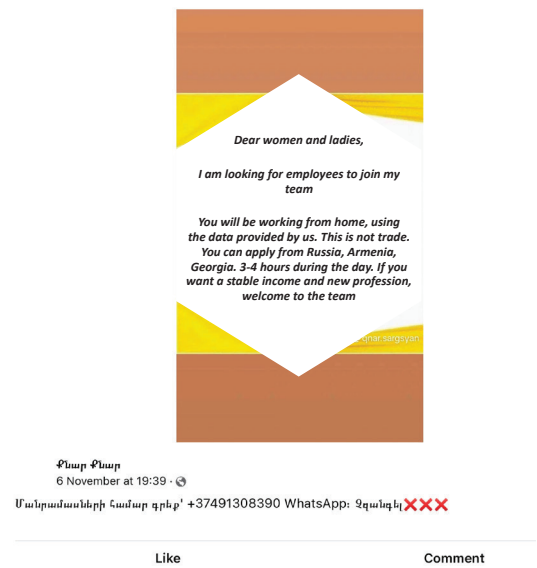 Dear women and ladies,
I am looking for employees to join my
team
You will be working from home, using
the data provided by us. This is not trade.
You can apply from Russia, Armenia,
Georgia. 3-4 hours during the day. If you
want a stable income and new profession,
welcome to the team
qnar.sargsyan
Քնար Քնար
6 November at 19:39 ·
Մանրամասների համար գրեք՝ +37491308390 WhatsApp: Չզանգել❌❌❌
Like Comment